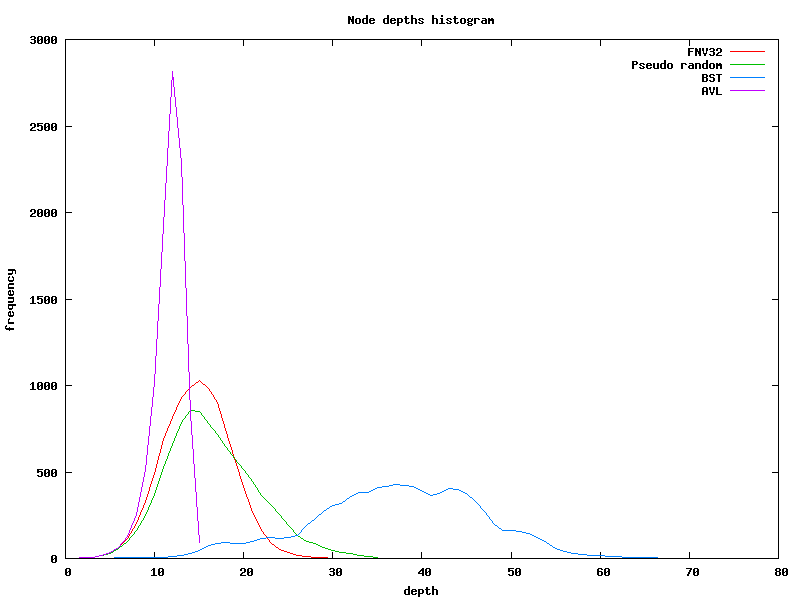 Node depths histogram
3000
2500
2000
1500
1000
500
0
frequency
FNV32
Pseudo random
BST
AVL
0 10 20 30 40 50 60 70 80
depth